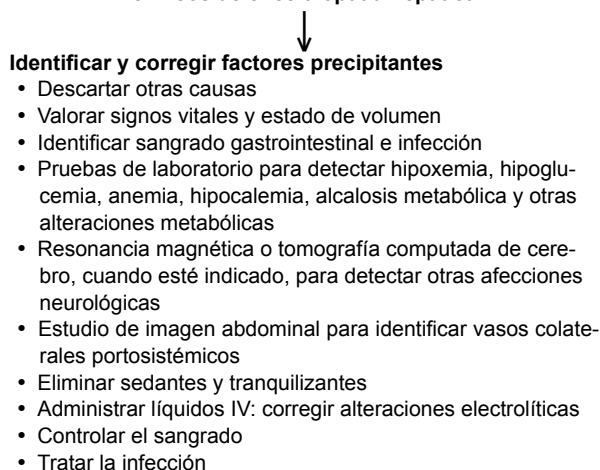 Identificar y corregir factores precipitantes
• Descartar otras causas
• Valorar signos vitales y estado de volumen
• Identificar sangrado gastrointestinal e infección
• Pruebas de laboratorio para detectar hipoxemia, hipoglu-
cemia, anemia, hipocalemia, alcalosis metabólica y otras
alteraciones metabólicas
• Resonancia magnética o tomografía computada de cere-
bro, cuando esté indicado, para detectar otras afecciones
neurológicas
• Estudio de imagen abdominal para identificar vasos colate-
rales portosistémicos
• Eliminar sedantes y tranquilizantes
• Administrar líquidos IV: corregir alteraciones electrolíticas
• Controlar el sangrado
• Tratar la infección